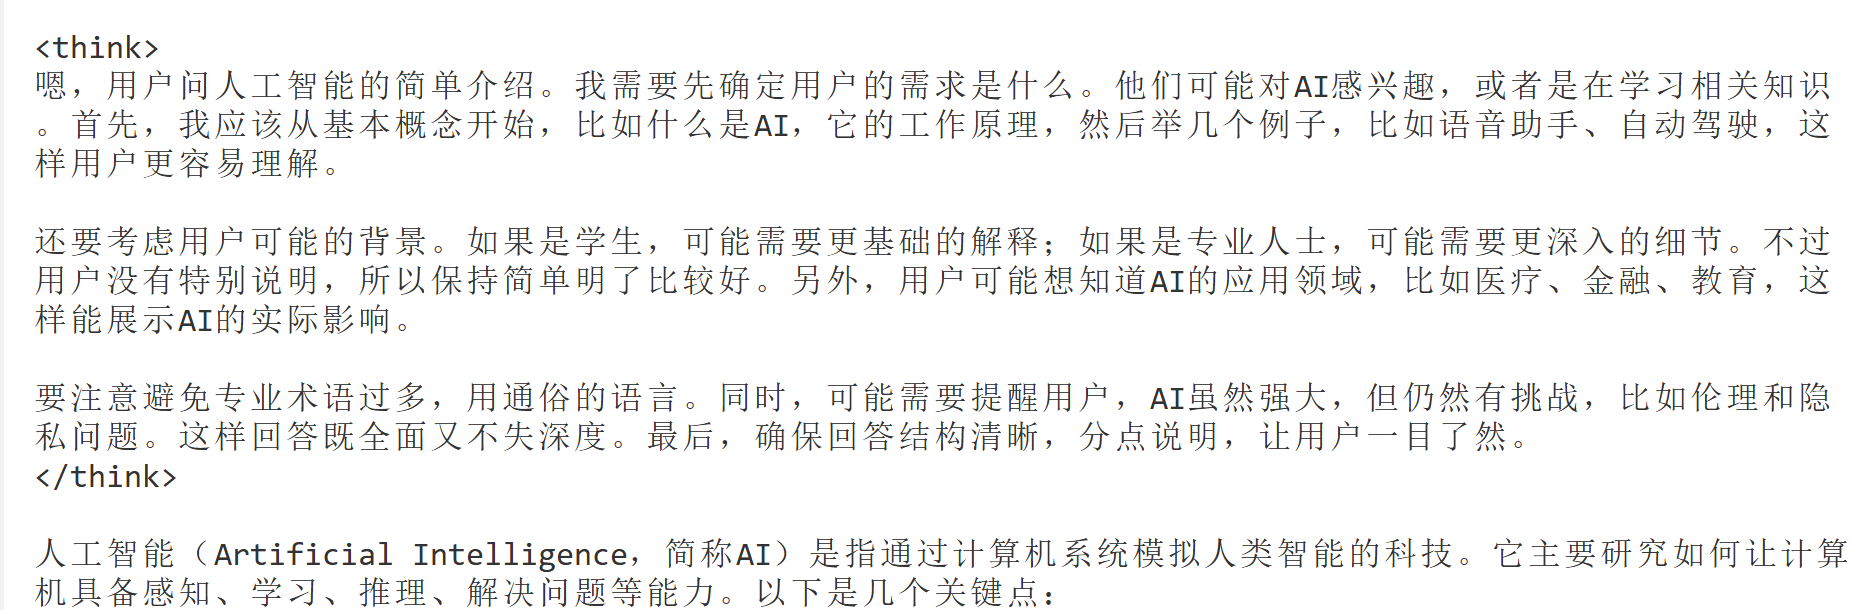 <think>
嗯，用户问人工智能的简单介绍。我需要先确定用户的需求是什么。他们可能对AI感兴趣，或者是在学习相关知识
。首先，我应该从基本概念开始，比如什么是AI，它的工作原理，然后举几个例子，比如语音助手、自动驾驶，这
样用户更容易理解。

还要考虑用户可能的背景。如果是学生，可能需要更基础的解释；如果是专业人士，可能需要更深入的细节。不过
用户没有特别说明，所以保持简单明了比较好。另外，用户可能想知道AI的应用领域，比如医疗、金融、教育，这
样能展示AI的实际影响。

要注意避免专业术语过多，用通俗的语言。同时，可能需要提醒用户，AI虽然强大，但仍然有挑战，比如伦理和隐
私问题。这样回答既全面又不失深度。最后，确保回答结构清晰，分点说明，让用户一目了然。
</think>

人工智能（Artificial Intelligence，简称AI）是指通过计算机系统模拟人类智能的科技。它主要研究如何让计算
机具备感知、学习、推理、解决问题等能力。以下是几个关键点：